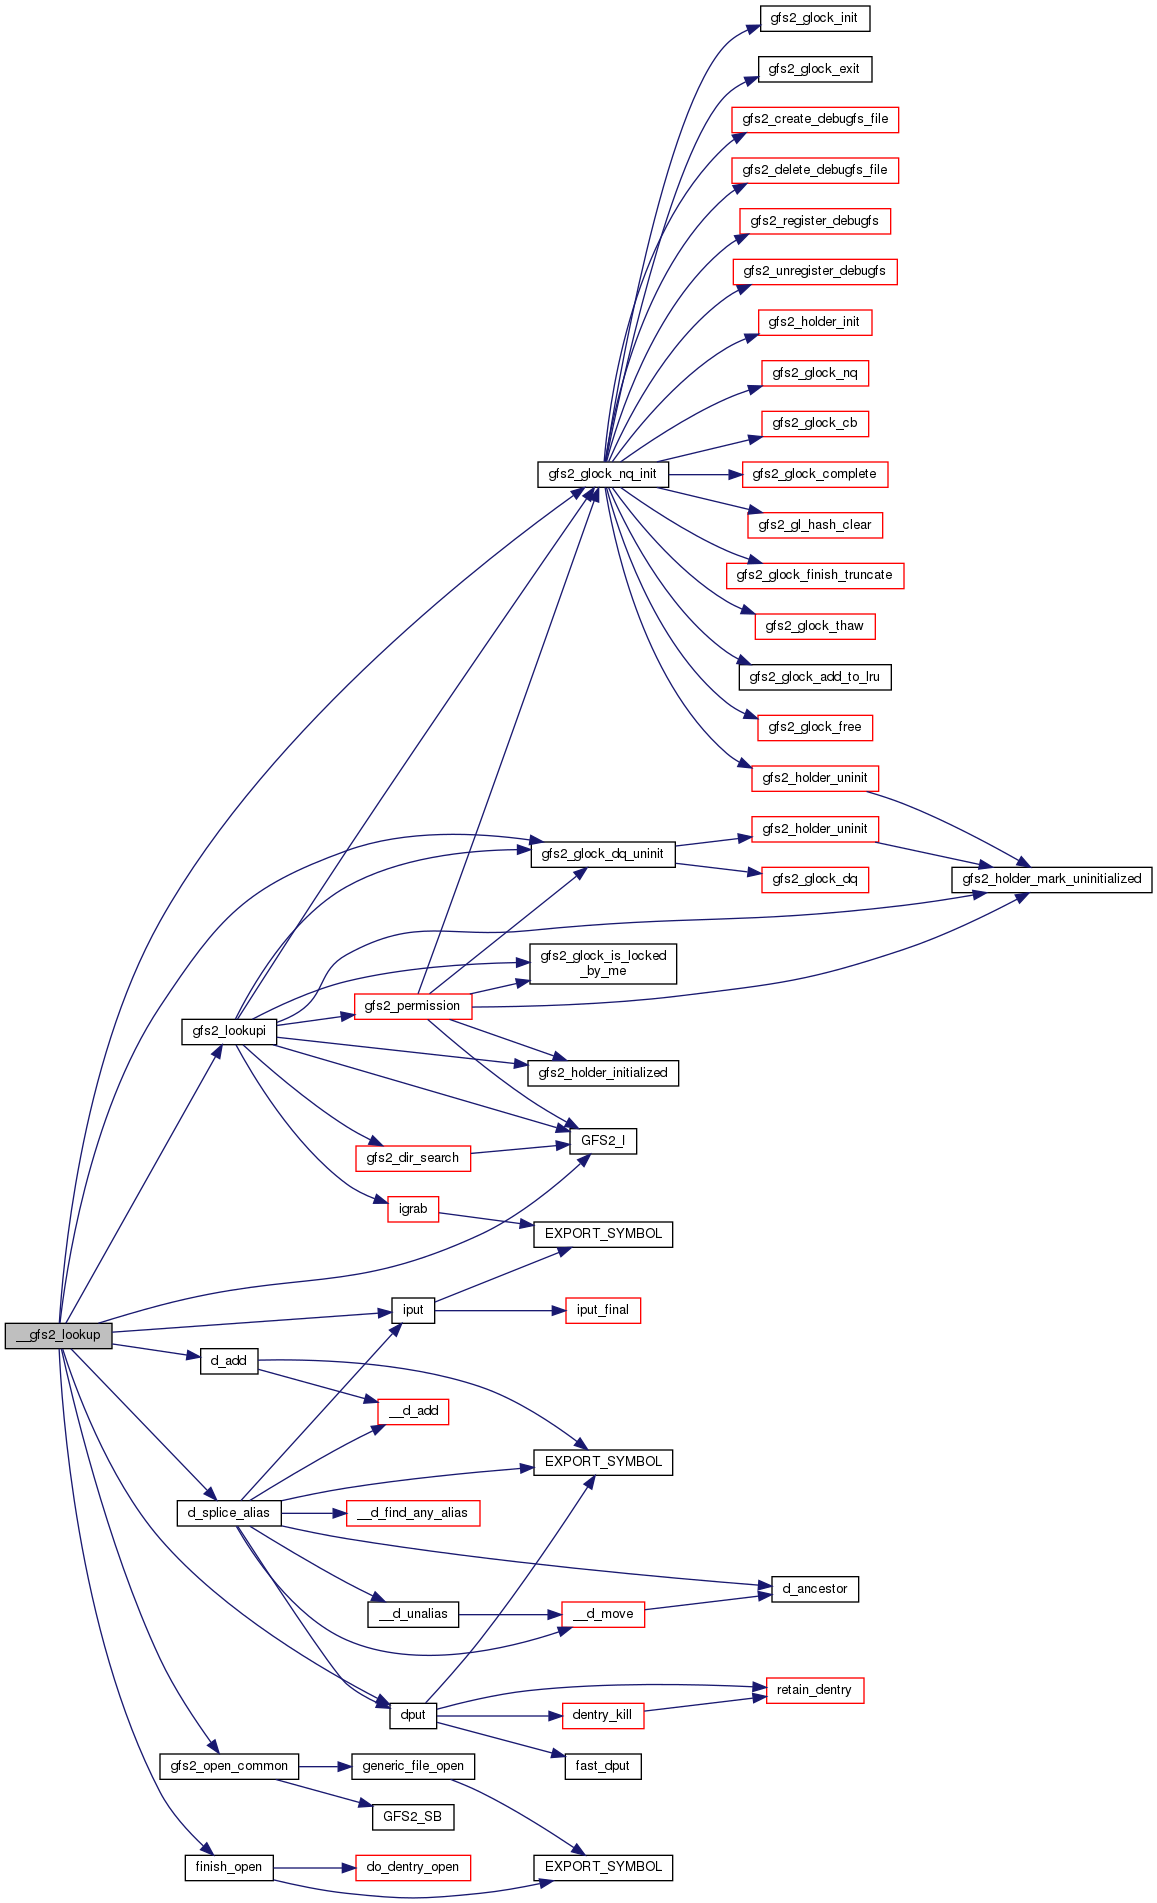 gfs2_glock_init
gfs2_glock_exit
gfs2_create_debugfs_file
gfs2_delete_debugfs_file
gfs2_register_debugfs
gfs2_unregister_debugfs
gfs2_holder_init
gfs2_glock_nq
gfs2_glock_cb
gfs2_glock_nq_init
gfs2_glock_complete
gfs2_gl_hash_clear
gfs2_glock_finish_truncate
gfs2_glock_thaw
gfs2_glock_add_to_lru
gfs2_glock_free
gfs2_holder_uninit
gfs2_holder_uninit
gfs2_glock_dq_uninit
gfs2_glock_dq
gfs2_holder_mark_uninitialized
gfs2_glock_is_locked
_by_me
gfs2_permission
gfs2_lookupi
gfs2_holder_initialized
GFS2_I
gfs2_dir_search
igrab
EXPORT_SYMBOL
iput
iput_final
__gfs2_lookup
d_add
__d_add
EXPORT_SYMBOL
d_splice_alias
__d_find_any_alias
d_ancestor
__d_unalias
__d_move
retain_dentry
dput
dentry_kill
gfs2_open_common
generic_file_open
fast_dput
GFS2_SB
finish_open
do_dentry_open
EXPORT_SYMBOL